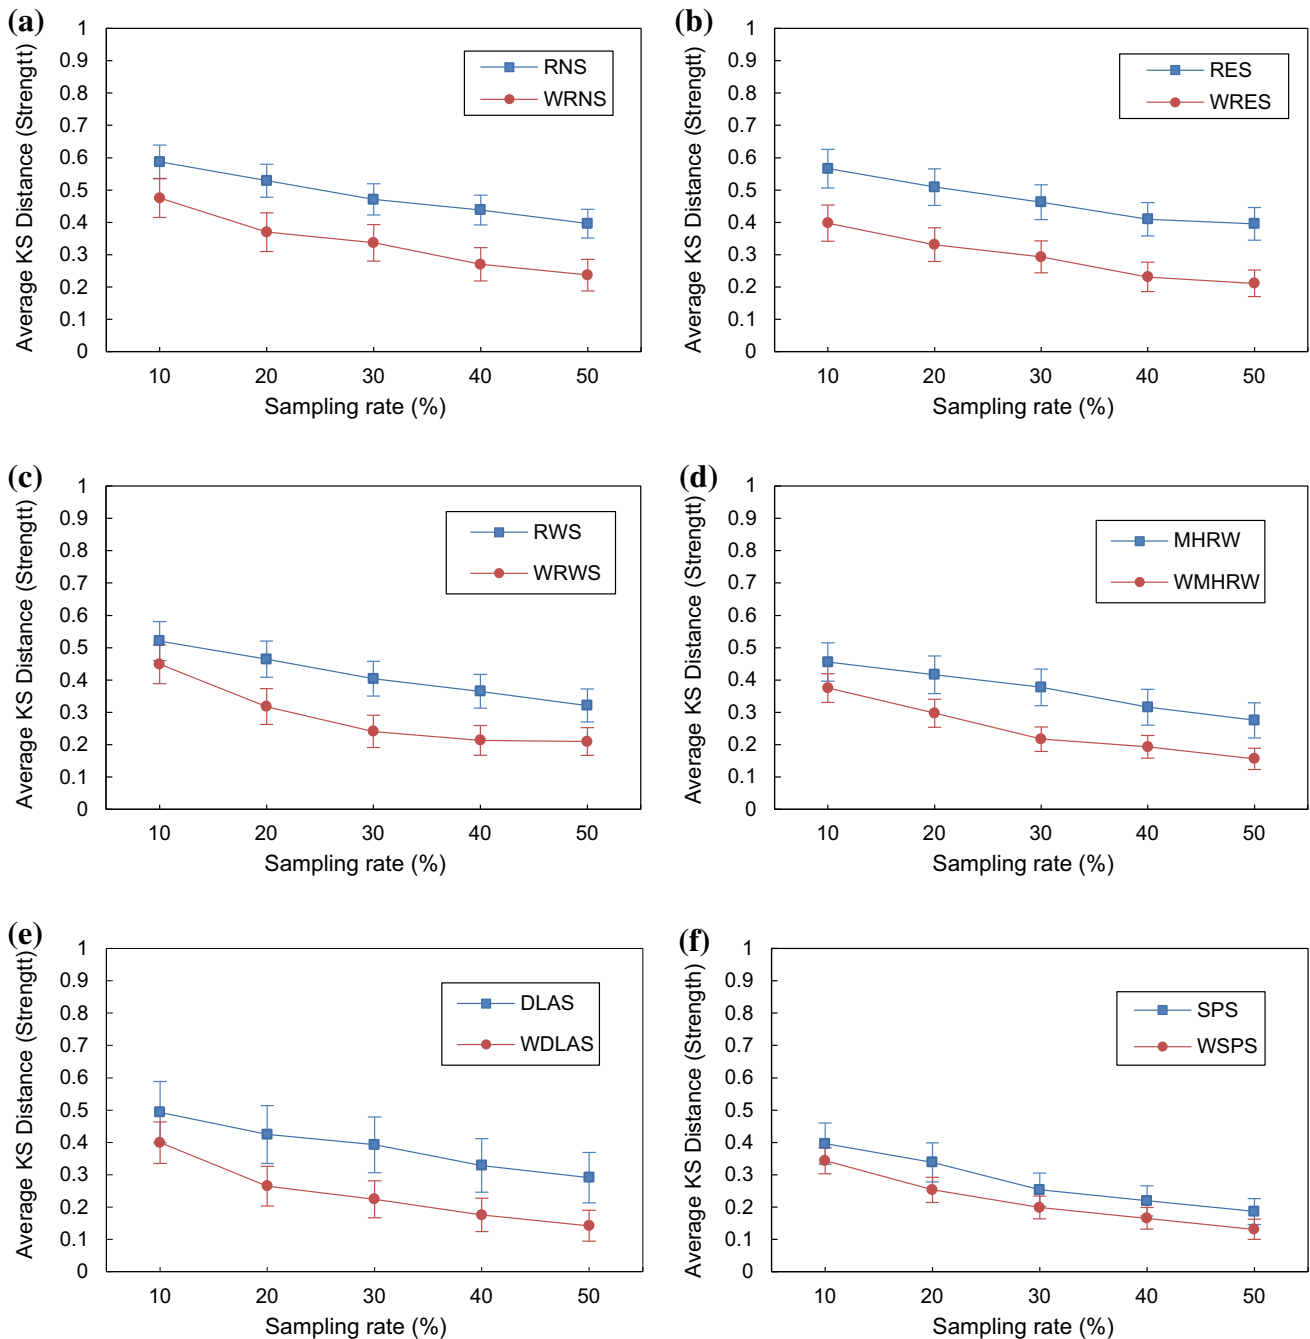 (a)
Average KS Distance (Strengtt)
1
0.9
0.8
0.7
0.6
0.5
0.4
0.3
0.2
0.1
0
RNS
WRNS
10 20 30 40 50
Sampling rate (%)
(b)
Average KS Distance (Strengtt)
1
0.9
0.8
0.7
0.6
0.5
0.4
0.3
0.2
0.1
0
RES
WRES
10 20 30 40 50
Sampling rate (%)
(c)
Average KS Distance (Strengtt)
1
0.9
0.8
0.7
0.6
0.5
0.4
0.3
0.2
0.1
0
RWS
WRWS
10 20 30 40 50
Sampling rate (%)
(d)
Average KS Distance (Strengtt)
1
0.9
0.8
0.7
0.6
0.5
0.4
0.3
0.2
0.1
0
MHRW
WMHRW
10 20 30 40 50
Sampling rate (%)
(e)
Average KS Distance (Strengtt)
1
0.9
0.8
0.7
0.6
0.5
0.4
0.3
0.2
0.1
0
DLAS
WDLAS
10 20 30 40 50
Sampling rate (%)
(f)
Average KS Distance (Strength)
1
0.9
0.8
0.7
0.6
0.5
0.4
0.3
0.2
0.1
0
SPS
WSPS
10 20 30 40 50
Sampling rate (%)